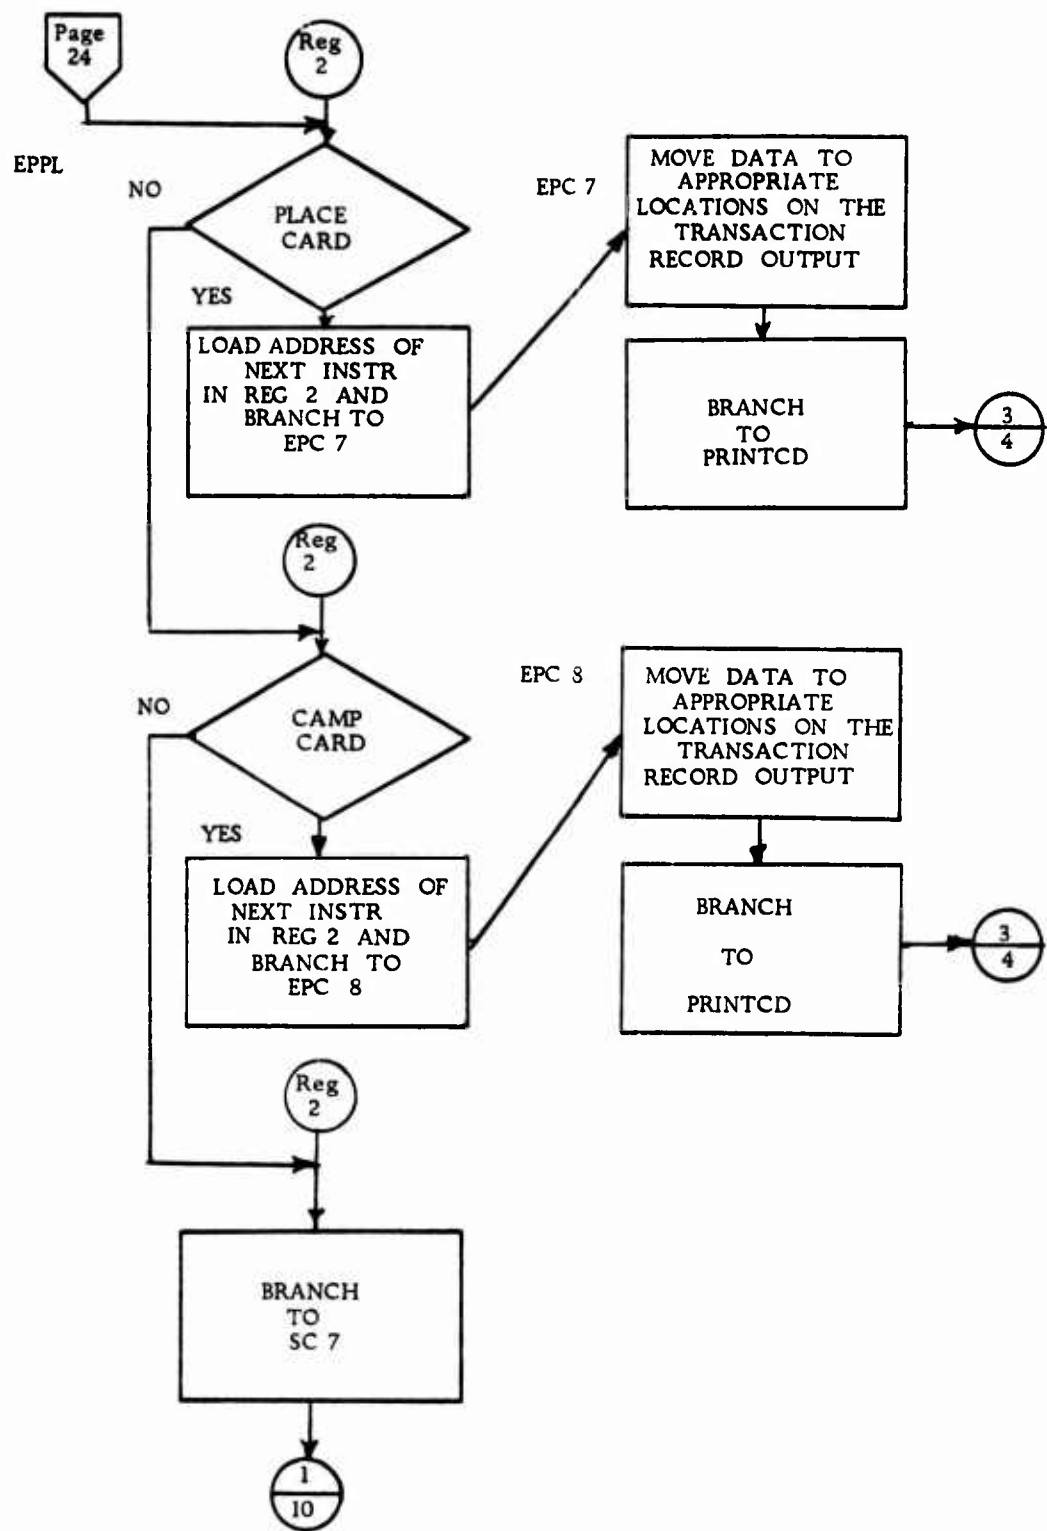 Page
24
Reg
2
EPPL
NO
PLACE
CARD
YES
LOAD ADDRESS OF
NEXT INSTR
IN REG 2 AND
BRANCH TO
EPC 7
EPC 7
MOVE DATA TO
APPROPRIATE
LOCATIONS ON THE
TRANSACTION
RECORD OUTPUT
BRANCH
TO
PRINTCD
3
4
Reg
2
NO
CAMP
CARD
YES
LOAD ADDRESS OF
NEXT INSTR
IN REG 2 AND
BRANCH TO
EPC 8
EPC 8
MOVE DATA TO
APPROPRIATE
LOCATIONS ON THE
TRANSACTION
RECORD OUTPUT
BRANCH
TO
PRINTCD
3
4
Reg
2
BRANCH
TO
SC 7
1
10